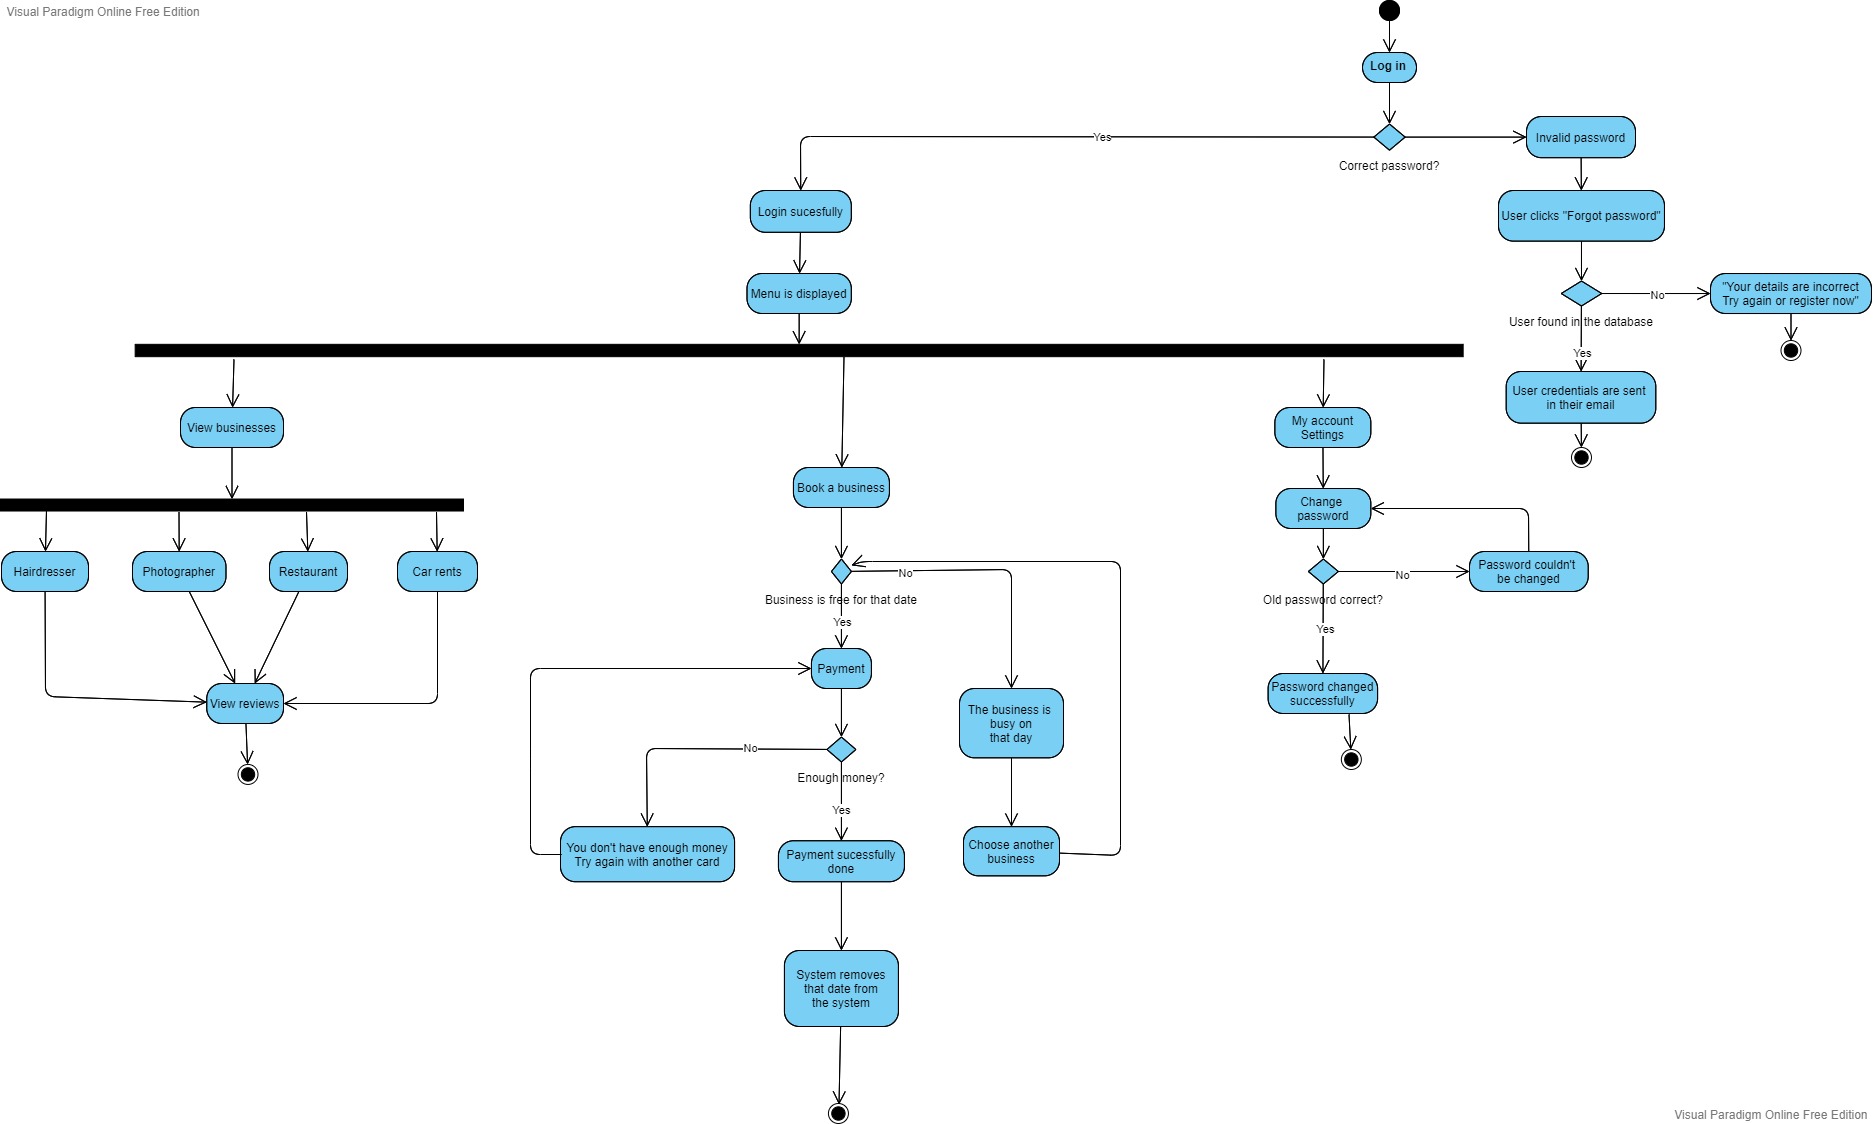 Visual Paradigm Online Free Edition
Log in
Yes
Correct password?
Invalid password
Login sucesfully
User clicks "Forgot password"
Menu is displayed
No
"Your details are incorrect
Try again or register now"
User found in the database
Yes
User credentials are sent
in their email
View businesses
My account
Settings
Book a business
Change
password
Hairdresser
Photographer
Restaurant
Car rents
No
Business is free for that date
Yes
No
Password couldn't
be changed
Old password correct?
Yes
Payment
View reviews
The business is
busy on
that day
Password changed
successfully
No
Enough money?
Yes
You don't have enough money
Try again with another card
Payment sucessfully
done
Choose another
business
System removes
that date from
the system
Visual Paradigm Online Free Edition